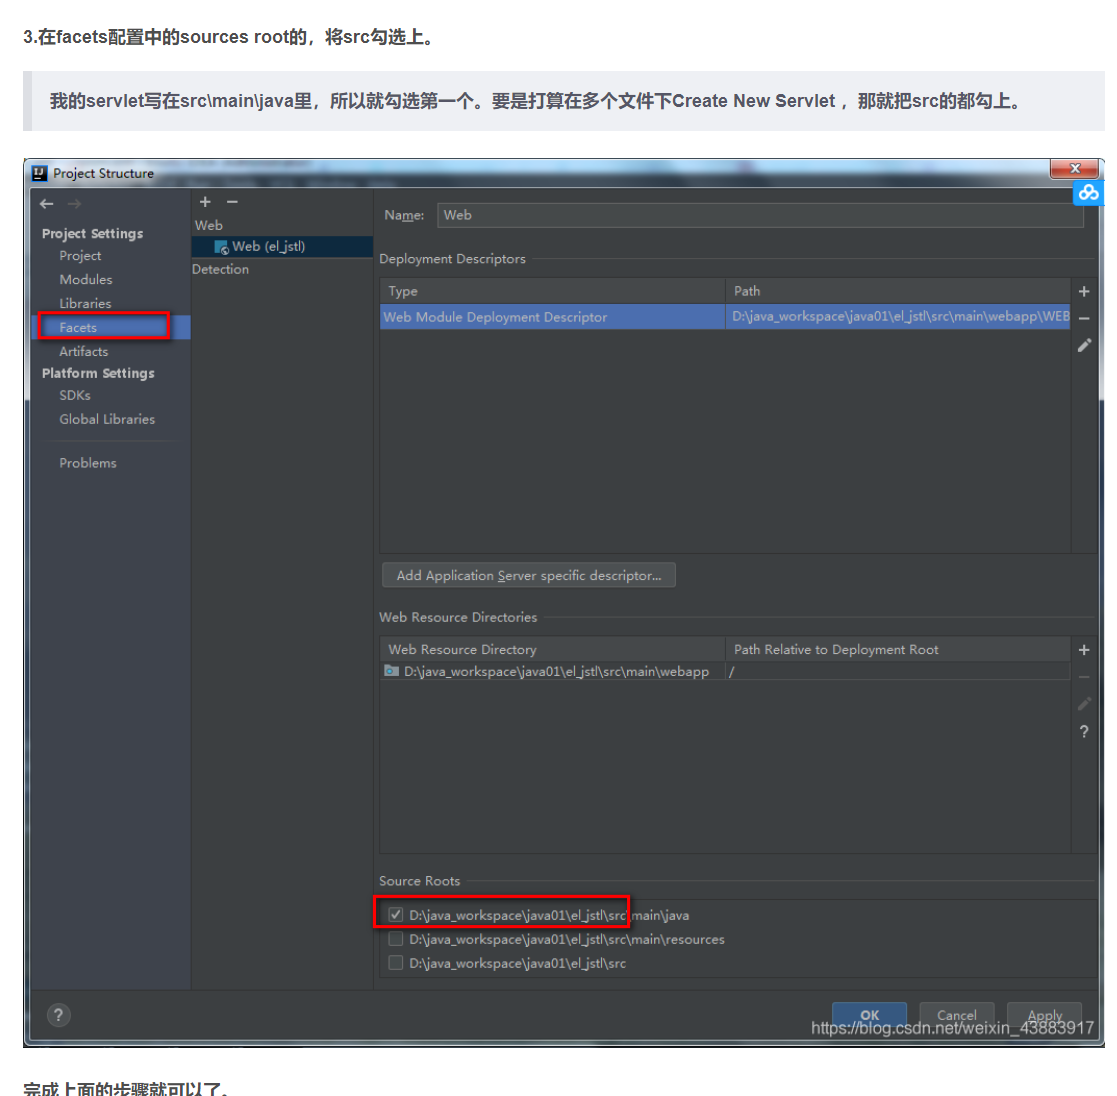 3.在facets配置中的sources root的，将src勾选上。
我的servlet写在src\main\java里，所以就勾选第一个。要是打算在多个文件下Create New Servlet ，那就把src的都勾上。
Project Structure
Project Settings
Project
Modules
Libraries
Facets
Artifacts
Platform Settings
SDKs
Global Libraries
Problems
Web
Web (el_jstl)
Detection
Name: Web
Deployment Descriptors
Type Path
Web Module Deployment Descriptor D:\java_workspace\java01\el_jstl\src\main\webapp\WEB
Add Application Server specific descriptor...
Web Resource Directories
Web Resource Directory Path Relative to Deployment Root
D:\java_workspace\java01\el_jstl\src\main\webapp /
Source Roots
D:\java_workspace\java01\el_jstl\src\main\java
D:\java_workspace\java01\el_jstl\src\main\resources
D:\java_workspace\java01\el_jstl\src
? OK Cancel Apply
https://blog.csdn.net/weixin_43883917
完成上面的步骤就可以了。